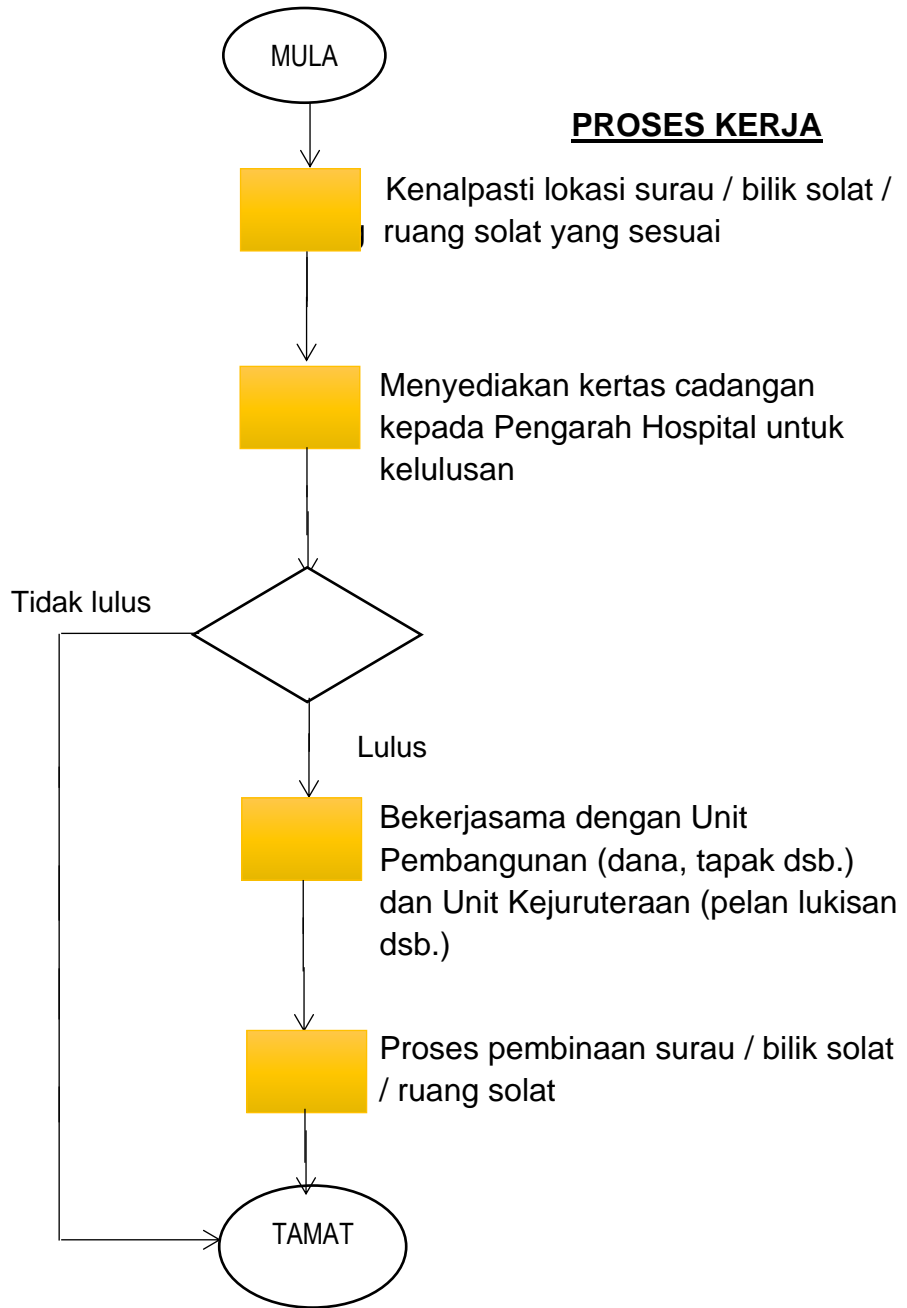 MULA
PROSES KERJA
Kenalpasti lokasi surau / bilik solat /
ruang solat yang sesuai
Menyediakan kertas cadangan
kepada Pengarah Hospital untuk
kelulusan
Tidak lulus
Lulus
Bekerjasama dengan Unit
Pembangunan (dana, tapak dsb.)
dan Unit Kejuruteraan (pelan lukisan
dsb.)
Proses pembinaan surau / bilik solat
/ ruang solat
TAMAT